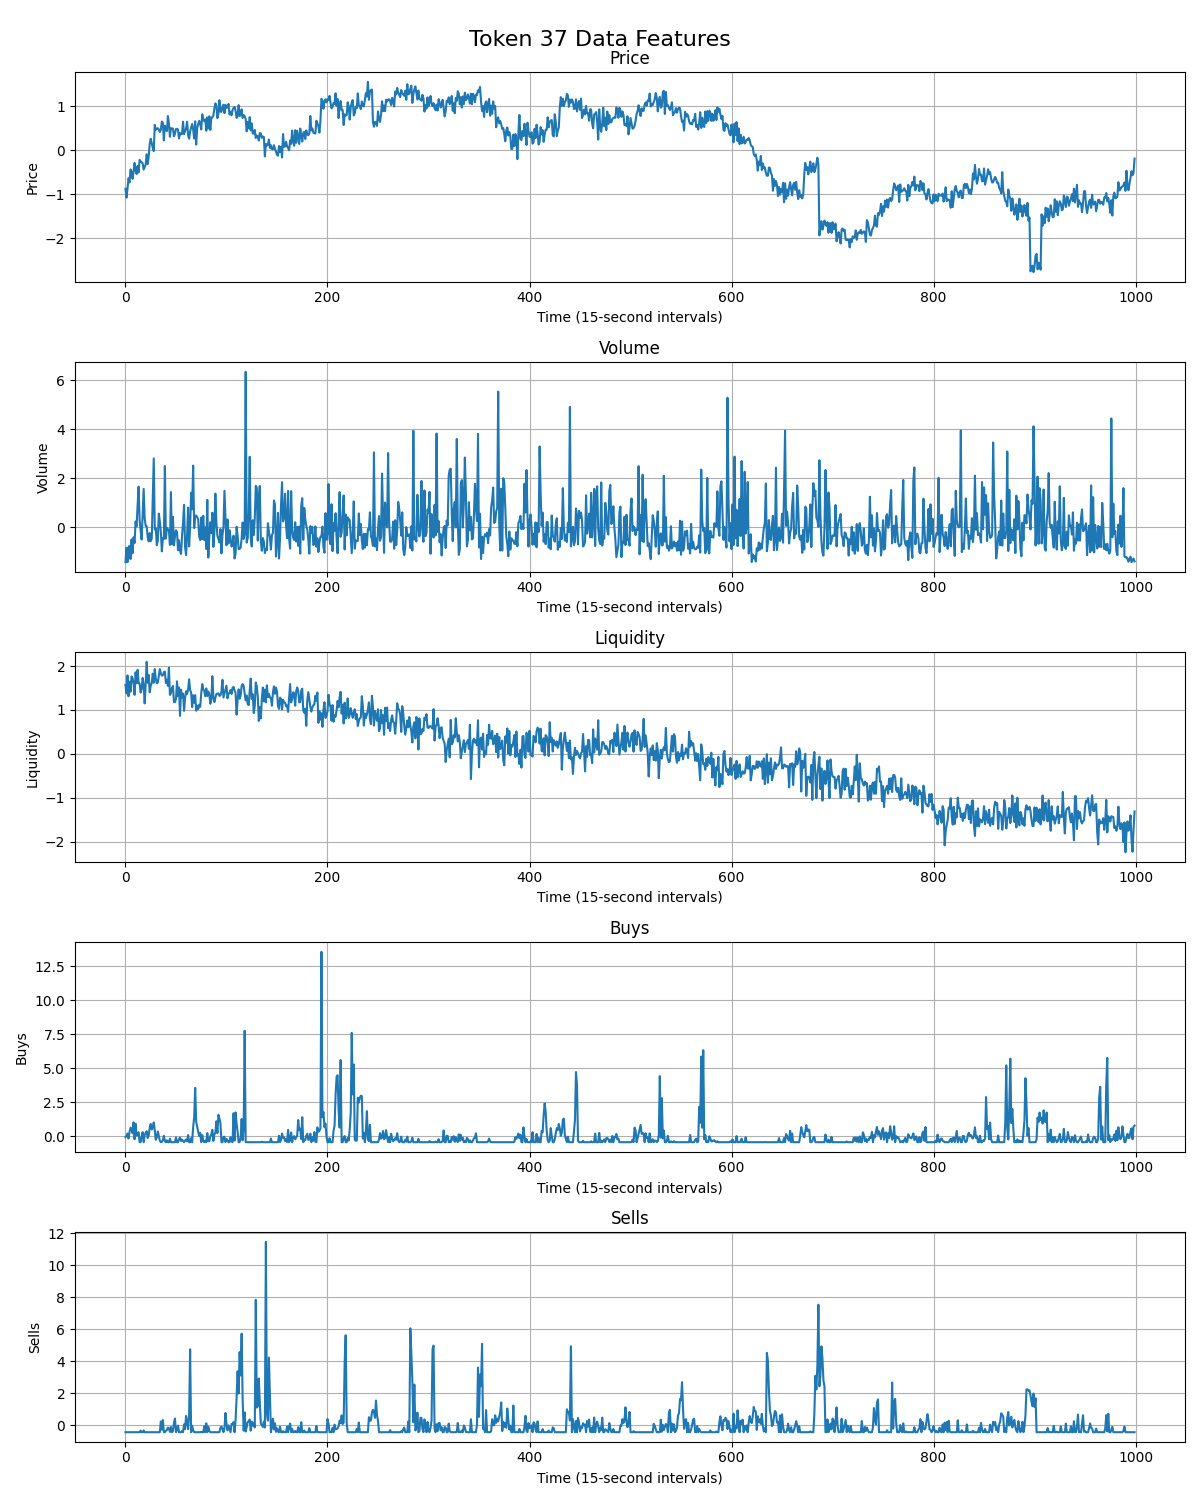 Token 37 Data Features
Price
Price
1
0
−1
−2
0 200 400 600 800 1000
Time (15-second intervals)
Volume
Volume
6
4
2
0
0 200 400 600 800 1000
Time (15-second intervals)
Liquidity
Liquidity
2
1
0
−1
−2
0 200 400 600 800 1000
Time (15-second intervals)
Buys
Buys
12.5
10.0
7.5
5.0
2.5
0.0
0 200 400 600 800 1000
Time (15-second intervals)
Sells
Sells
12
10
8
6
4
2
0
0 200 400 600 800 1000
Time (15-second intervals)